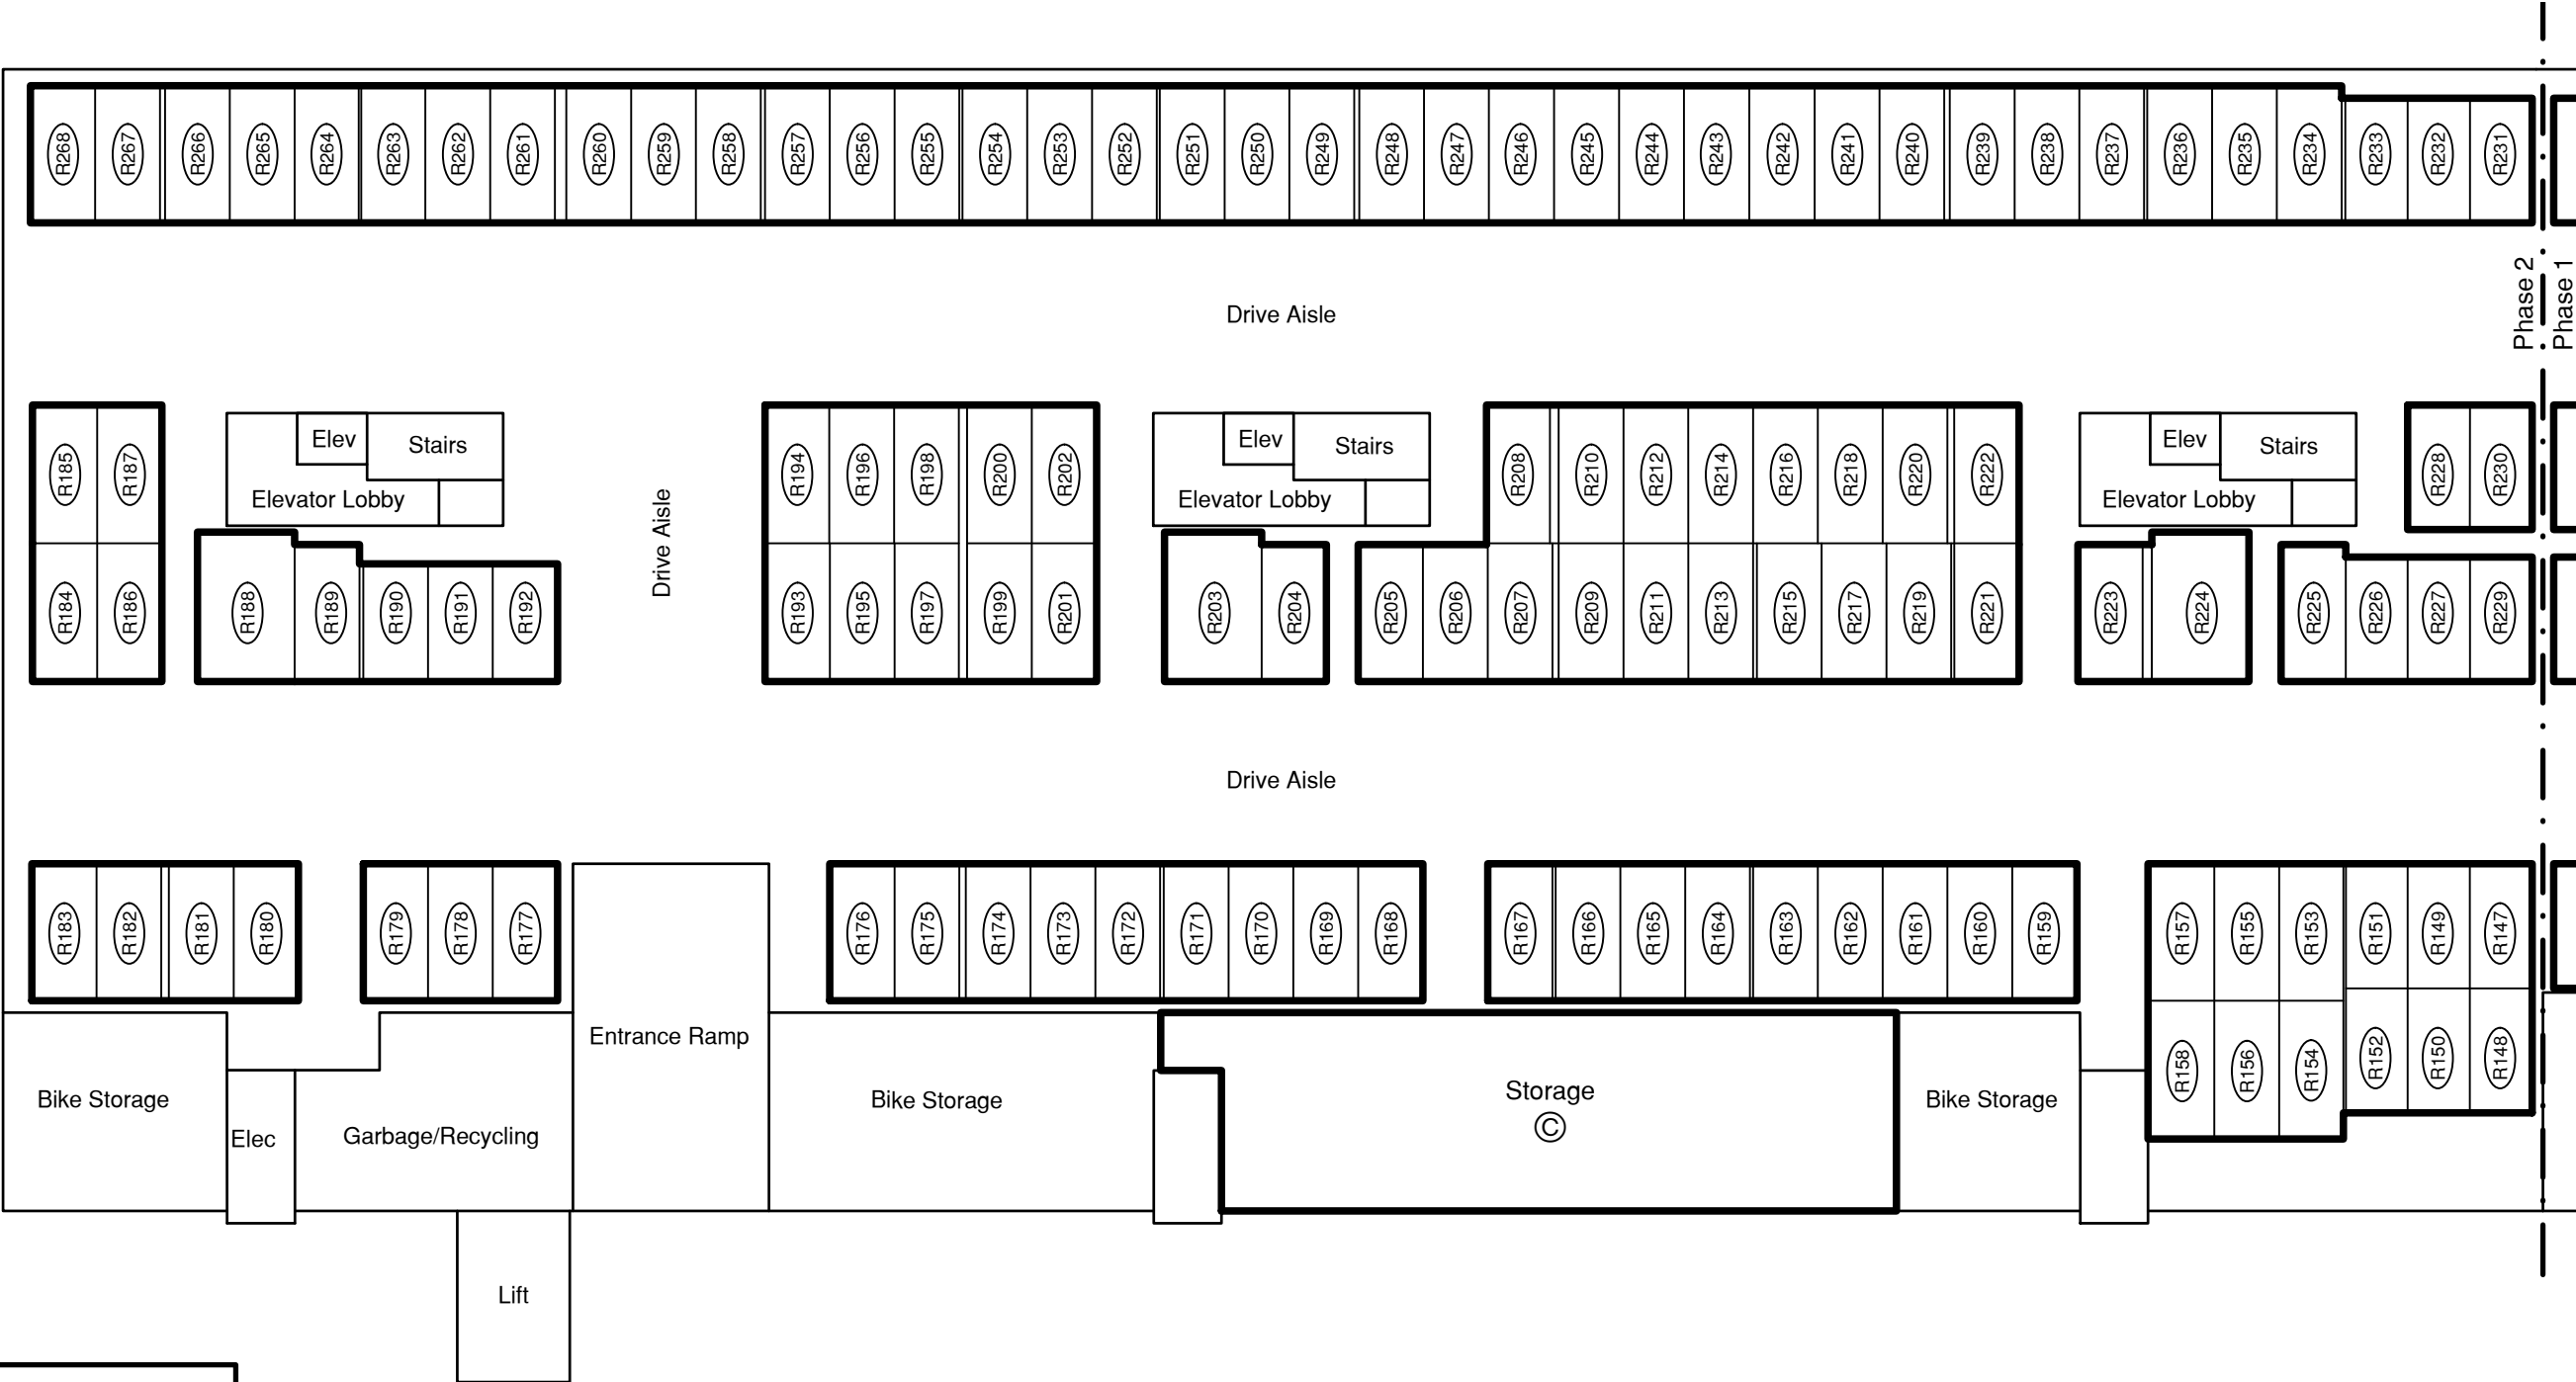 R268 R267 R266 R265 R264 R263 R262 R261 R260 R259 R258 R257 R256 R255 R254 R253 R252 R251 R250 R249 R248 R247 R246 R245 R244 R243 R242 R241 R240 R239 R238 R237 R236 R235 R234 R233 R232 R231
Phase 2
Phase 1
Drive Aisle
R185 R187
Elev
Stairs
Elevator Lobby
Drive Aisle
R194 R196 R198 R200 R202
Elev
Stairs
Elevator Lobby
R208 R210 R212 R214 R216 R218 R220 R222
Elev
Stairs
Elevator Lobby
R228 R230
R184 R186 R188 R189 R190 R191 R192 R193 R195 R197 R199 R201 R203 R204 R205 R206 R207 R209 R211 R213 R215 R217 R219 R221 R223 R224 R225 R226 R227 R229
Drive Aisle
R183 R182 R181 R180 R179 R178 R177 R176 R175 R174 R173 R172 R171 R170 R169 R168 R167 R166 R165 R164 R163 R162 R161 R160 R159 R157 R155 R153 R151 R149 R147
Entrance Ramp
R158 R156 R154 R152 R150 R148
Bike Storage
Elec
Garbage/Recycling
Bike Storage
Storage
C
Bike Storage
Lift